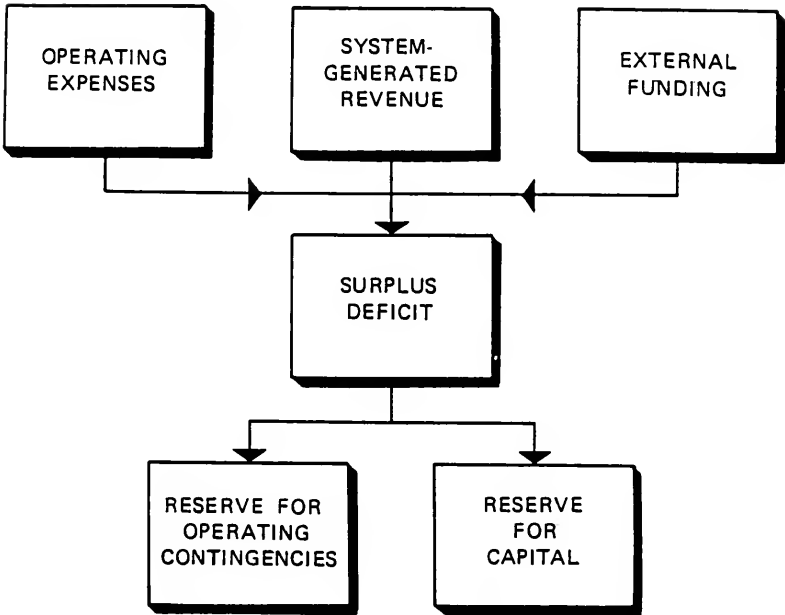 OPERATING
EXPENSES
SYSTEM-
GENERATED
REVENUE
EXTERNAL
FUNDING
SURPLUS
DEFICIT
RESERVE FOR
OPERATING
CONTINGENCIES
RESERVE
FOR
CAPITAL